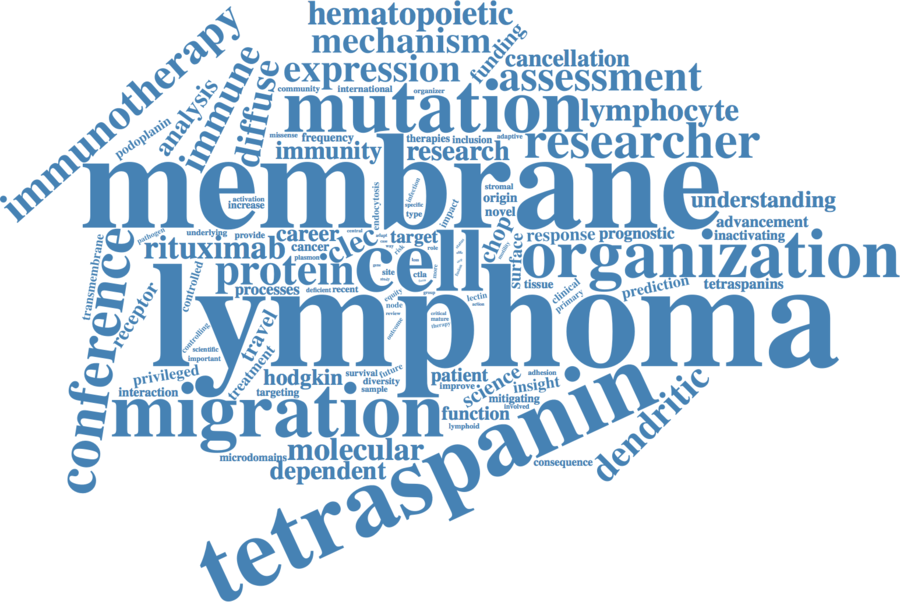 hematopoietic
mechanism
funding
cancellation
immunotherapy
expression
assessment
community
international
organizer
analysis
immune
diffuse
mutation
lymphocyte
podoplanin
missense
frequency
therapies
inclusion
adaptive
researcher
immunity
research
membrane
endocytosis
infection
specific
type
impact
stromal
origin
novel
activation
increase
understanding
advancement
pathogen
underlying
provide
career
central
target
chop
response
prognostic
inactivating
conference
rituximab
cancer
clec
role
surface
organization
transmembrane
controlled
protein
plasmon
risk
cell
site
ctla
tissue
clinical
primary
prediction
tetraspanins
receptor
processes
deficient
recent
equity
group
lectin
action
node
review
outcome
critical
mature
therapy
lymphoma
travel
controlling
scientific
important
treatment
privileged
hodgkin
survival
future
diversity
sample
patient
improve
science
adhesion
insight
interaction
targeting
mitigating
involved
migration
function
lymphoid
tetraspanin
dendritic
molecular
microdomains
dependent
consequence